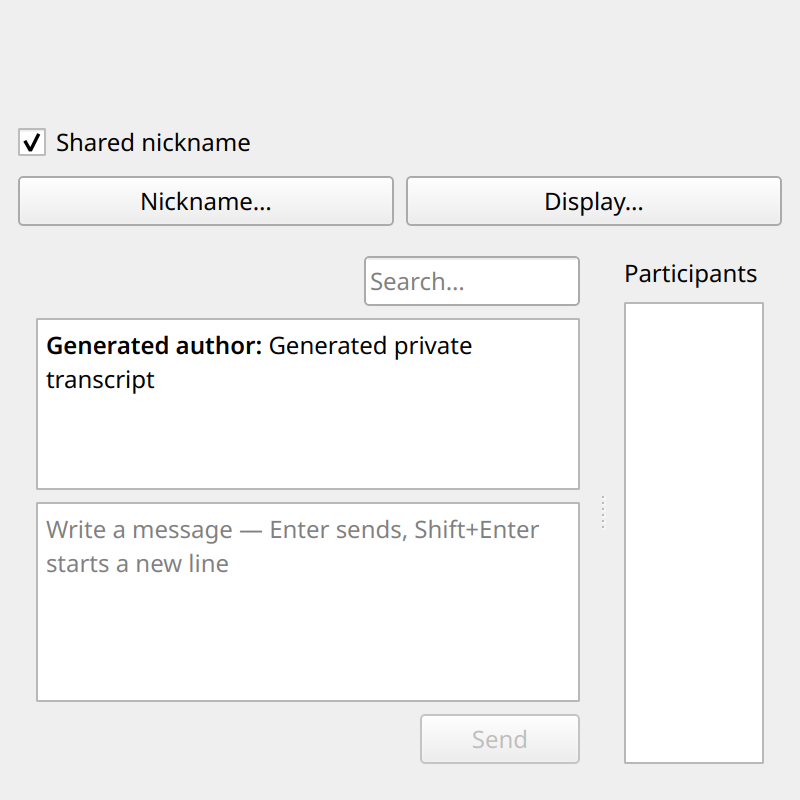 Shared nickname
Nickname...
Display...
Search...
Participants
Generated author: Generated private
transcript
Write a message — Enter sends, Shift+Enter
starts a new line
Send